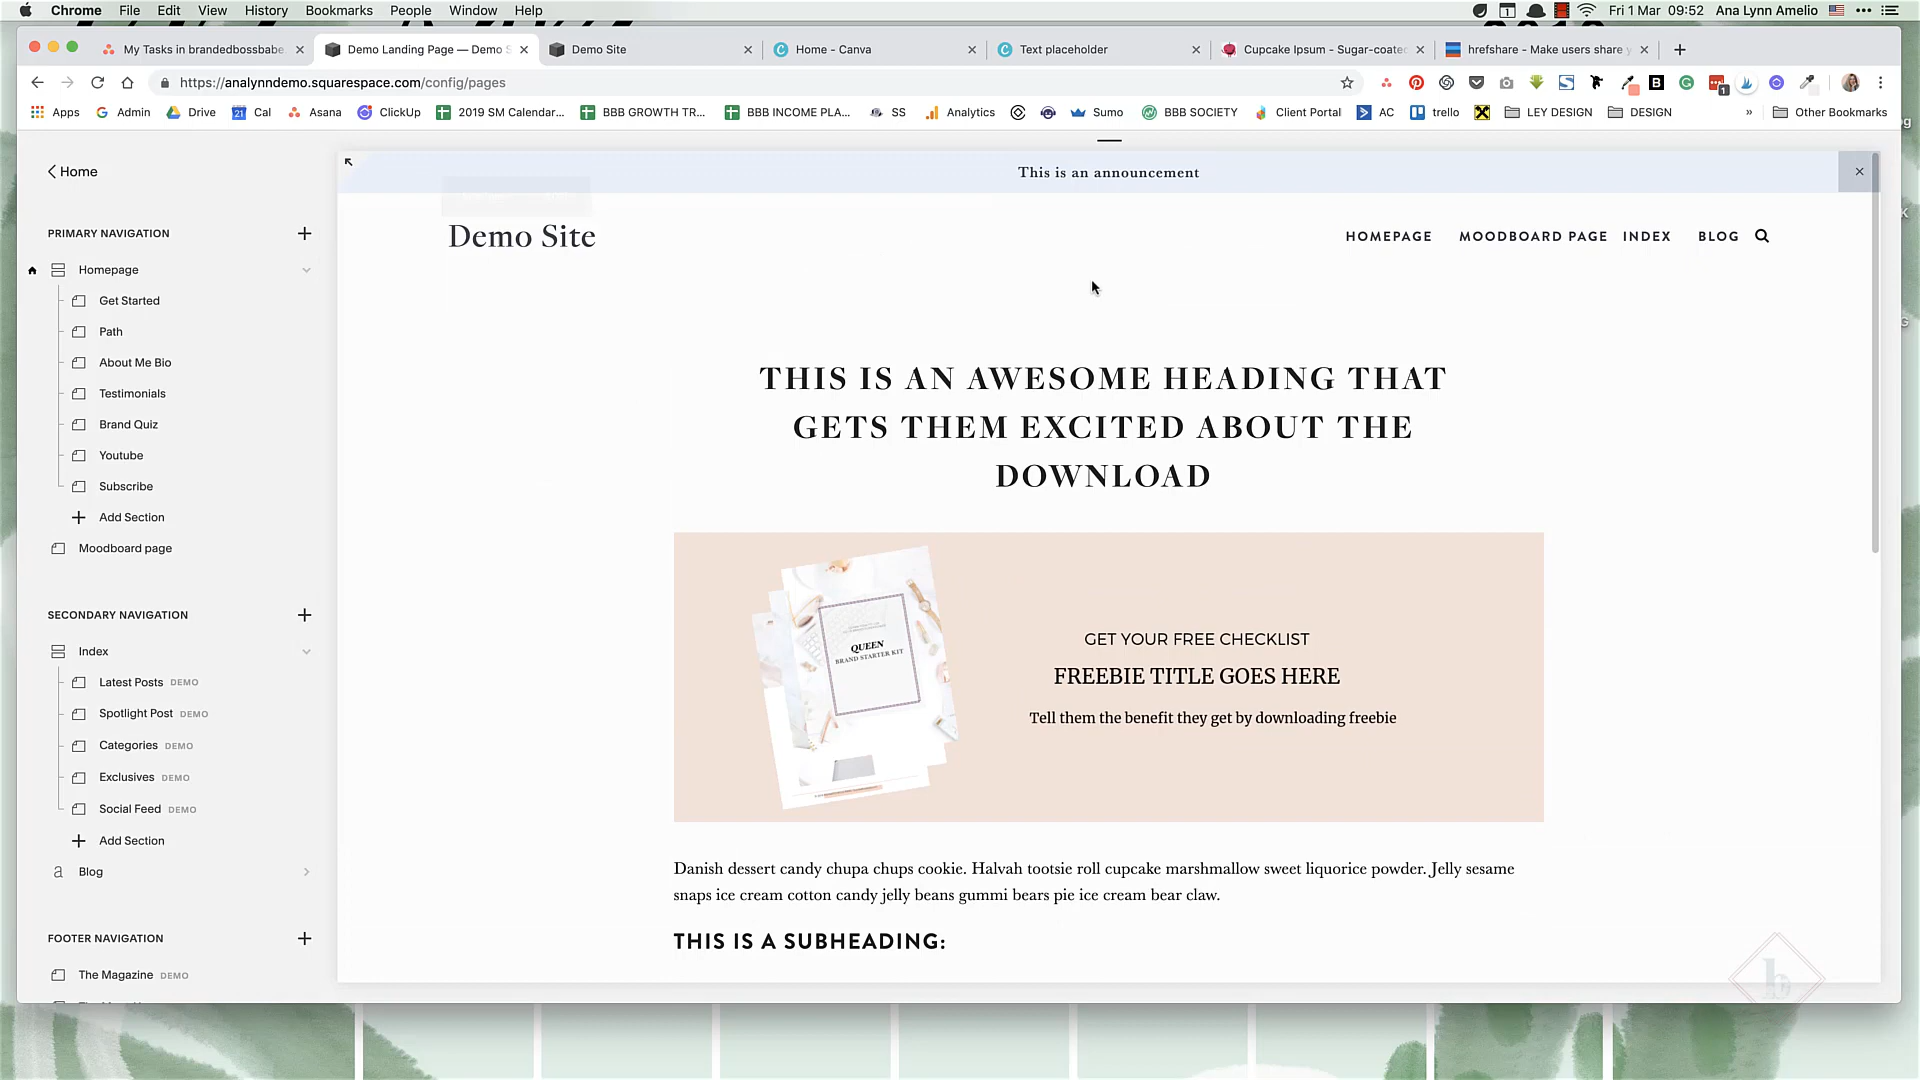 Chrome File Edit View History Bookmarks People Window Help
Fri 1 Mar 09:52 Ana Lynn Amelio
My Tasks in brandedbossbabe
Demo Landing Page — Demo S
Demo Site
Home - Canva
Text placeholder
Cupcake Ipsum - Sugar-coated
hrefshare - Make users share y
https://analynndemo.squarespace.com/config/pages
Apps Admin Drive Cal Asana ClickUp 2019 SM Calendar... BBB GROWTH TR... BBB INCOME PLA... SS Analytics Sumo BBB SOCIETY Client Portal AC trello LEY DESIGN DESIGN » Other Bookmarks
Home
PRIMARY NAVIGATION
Homepage
Get Started
Path
About Me Bio
Testimonials
Brand Quiz
Youtube
Subscribe
Add Section
Moodboard page
SECONDARY NAVIGATION
Index
Latest Posts DEMO
Spotlight Post DEMO
Categories DEMO
Exclusives DEMO
Social Feed DEMO
Add Section
Blog
FOOTER NAVIGATION
The Magazine DEMO
This is an announcement
Demo Site
HOMEPAGE MOODBOARD PAGE INDEX BLOG
THIS IS AN AWESOME HEADING THAT
GETS THEM EXCITED ABOUT THE
DOWNLOAD
QUEEN
BRAND STARTER KIT
GET YOUR FREE CHECKLIST
FREEBIE TITLE GOES HERE
Tell them the benefit they get by downloading freebie
Danish dessert candy chupa chups cookie. Halvah tootsie roll cupcake marshmallow sweet liquorice powder. Jelly sesame
snaps ice cream cotton candy jelly beans gummi bears pie ice cream bear claw.
THIS IS A SUBHEADING: